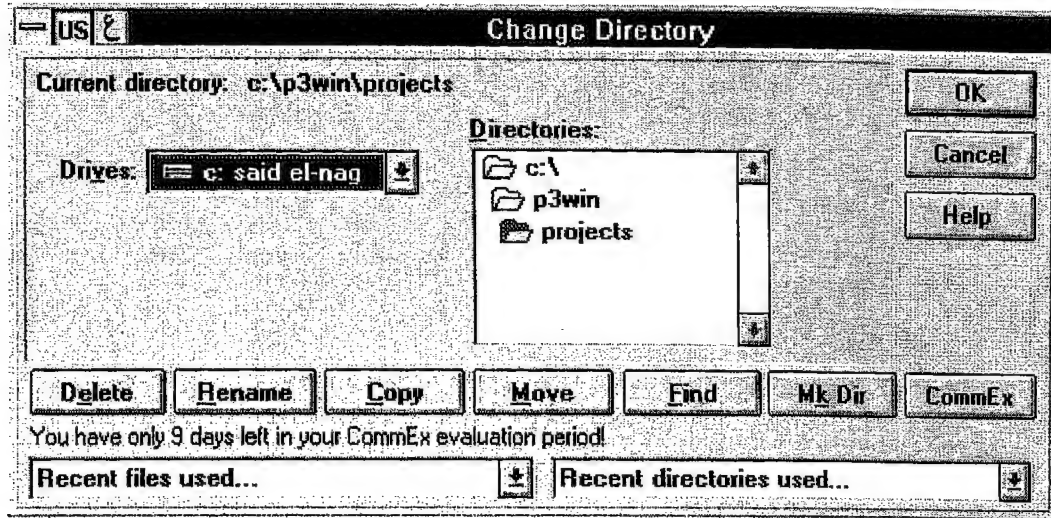 US ع Change Directory
Current directory: c:\p3win\projects
OK
Directories:
Drives: c: said el-nag
c:\
Cancel
p3win
projects
Help
Delete Rename Copy Move Find Mk Dir CommEx
You have only 9 days left in your CommEx evaluation period!
Recent files used... Recent directories used...